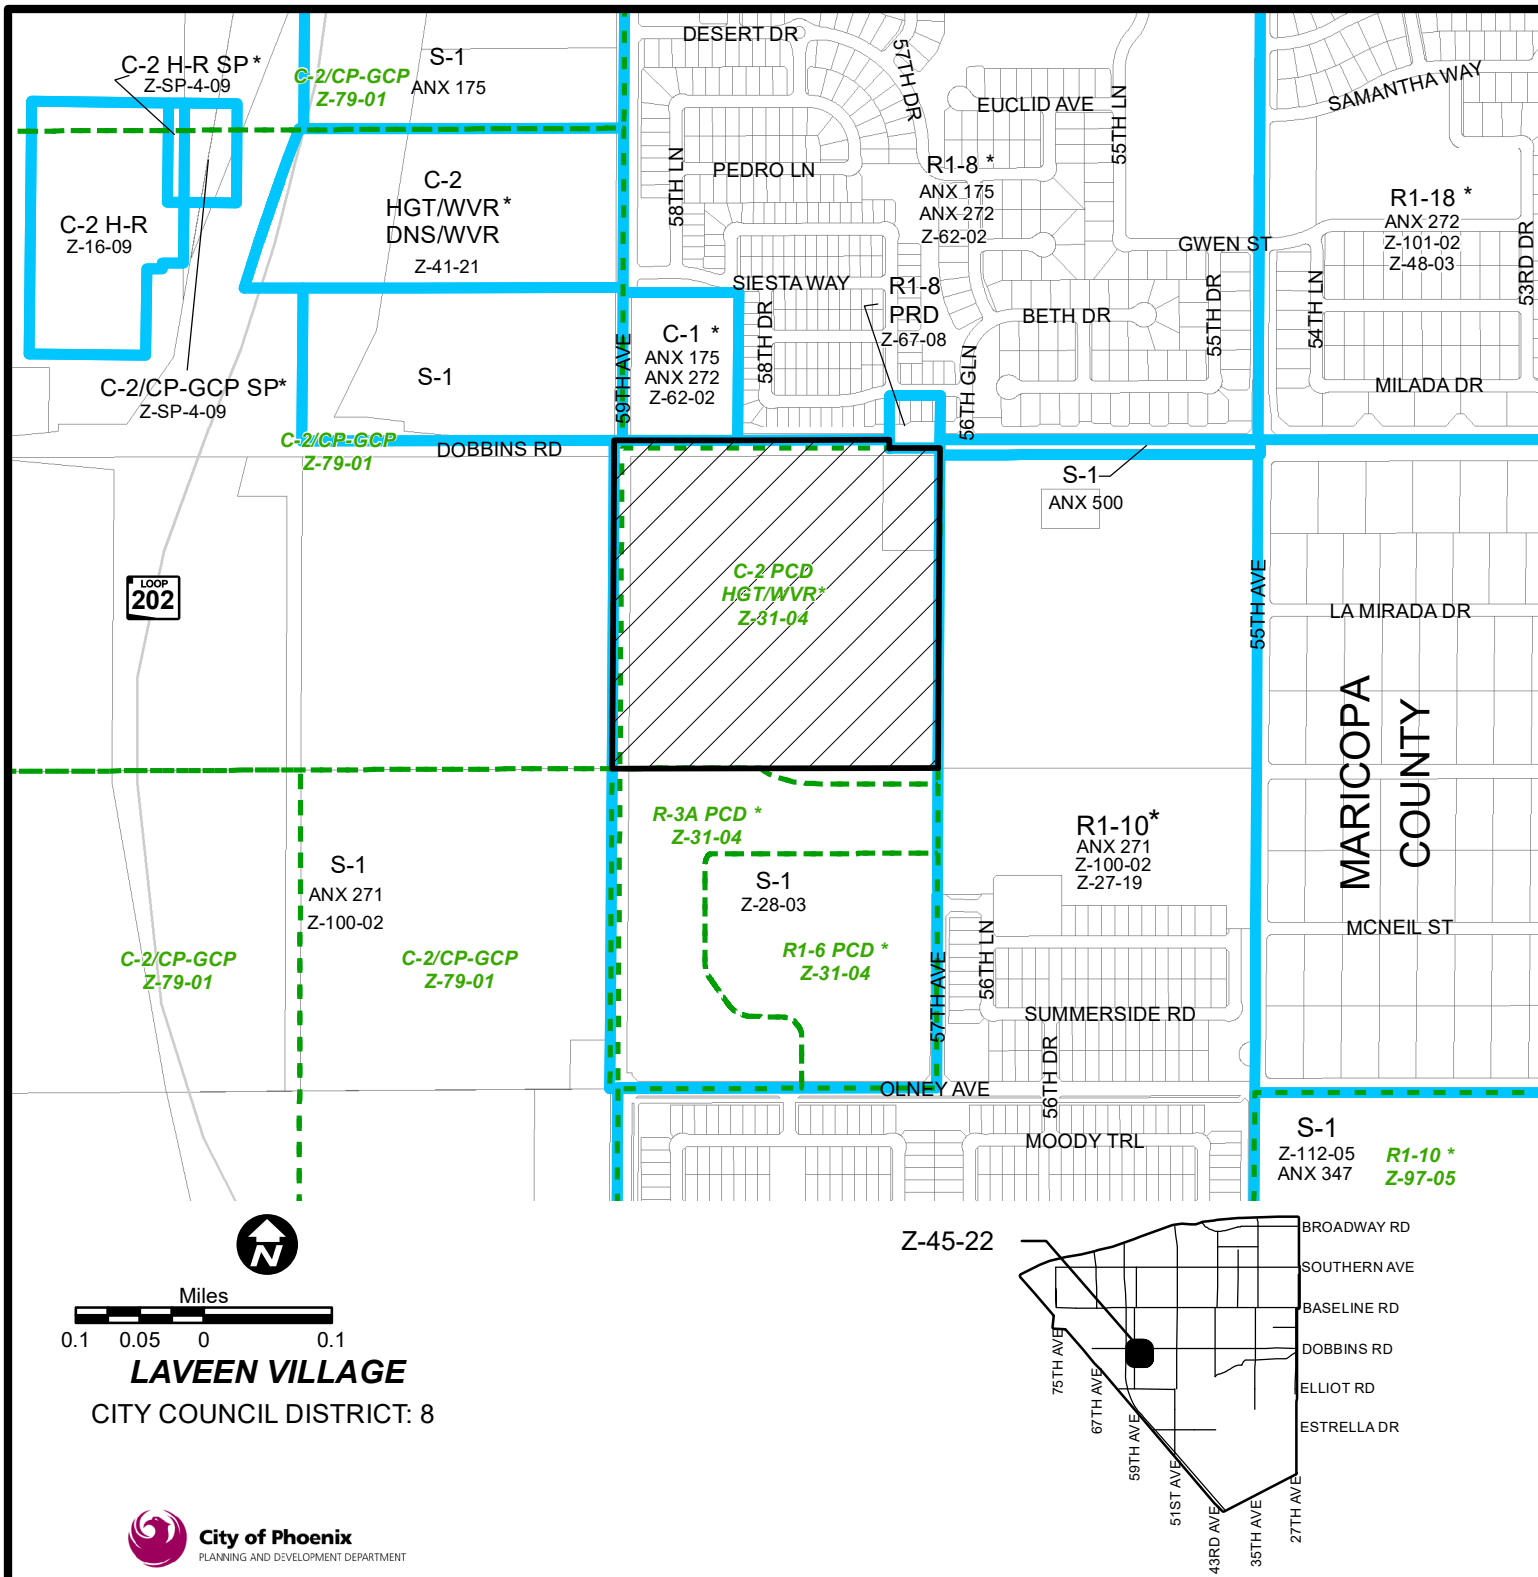 C-2 H-R SP *
Z-SP-4-09
C-2/CP-GCP
Z-79-01
S-1
ANX 175
C-2
HGT/WVR *
DNS/WVR
Z-41-21
C-2 H-R
Z-16-09
C-2/CP-GCP SP*
Z-SP-4-09
S-1
C-2/CP-GCP
Z-79-01
DOBBINS RD
59TH AVE
DESERT DR
57TH DR
EUCLID AVE
55TH LN
SAMANTHA WAY
58TH LN
PEDRO LN
R1-8 *
ANX 175
ANX 272
Z-62-02
R1-18 *
ANX 272
Z-101-02
Z-48-03
GWEN ST
53RD DR
SIESTA WAY
R1-8
PRD
Z-67-08
BETH DR
55TH DR
54TH LN
C-1 *
ANX 175
ANX 272
Z-62-02
58TH DR
56TH GLN
MILADA DR
S-1
ANX 500
LOOP
202
C-2 PCD
HGT/WVR*
Z-31-04
55TH AVE
LA MIRADA DR
MARICOPA
COUNTY
R-3A PCD *
Z-31-04
R1-10*
ANX 271
Z-100-02
Z-27-19
S-1
ANX 271
Z-100-02
S-1
Z-28-03
MCNEIL ST
C-2/CP-GCP
Z-79-01
C-2/CP-GCP
Z-79-01
R1-6 PCD *
Z-31-04
57TH AVE
56TH LN
SUMMERSIDE RD
56TH DR
OLNEY AVE
MOODY TRL
S-1
Z-112-05
ANX 347
R1-10 *
Z-97-05
N
Miles
0.1 0.05 0 0.1
LAVEEN VILLAGE
CITY COUNCIL DISTRICT: 8
City of Phoenix
PLANNING AND DEVELOPMENT DEPARTMENT
Z-45-22
BROADWAY RD
SOUTHERN AVE
BASELINE RD
DOBBINS RD
ELLIOT RD
ESTRELLA DR
75TH AVE
67TH AVE
59TH AVE
51ST AVE
43RD AVE
35TH AVE
27TH AVE